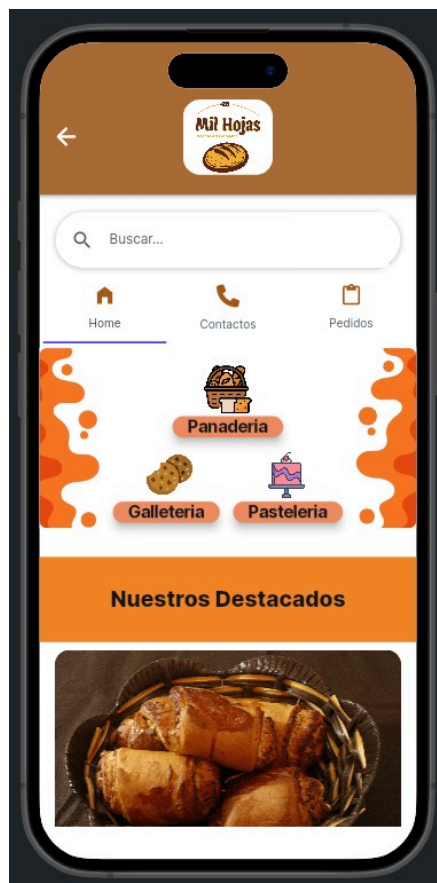 Mil Hojas
Buscar...
Home
Contactos
Pedidos
Panaderia
Galleteria
Pasteleria
Nuestros Destacados